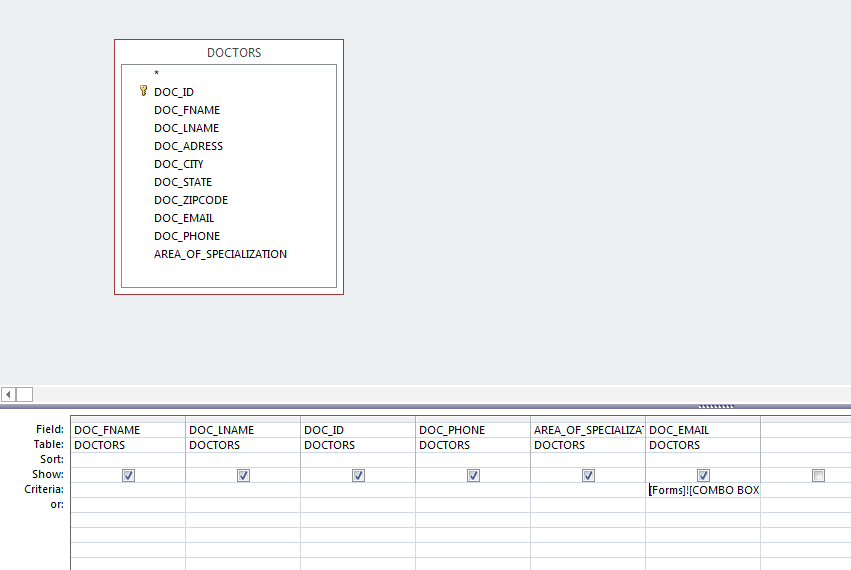 DOCTORS
*
DOC_ID
DOC_FNAME
DOC_LNAME
DOC_ADRESS
DOC_CITY
DOC_STATE
DOC_ZIPCODE
DOC_EMAIL
DOC_PHONE
AREA_OF_SPECIALIZATION
Field: DOC_FNAME DOC_LNAME DOC_ID DOC_PHONE AREA_OF_SPECIALIZAT DOC_EMAIL
Table: DOCTORS DOCTORS DOCTORS DOCTORS DOCTORS DOCTORS
Sort:
Show:
Criteria: [Forms]![COMBO BOX
or: